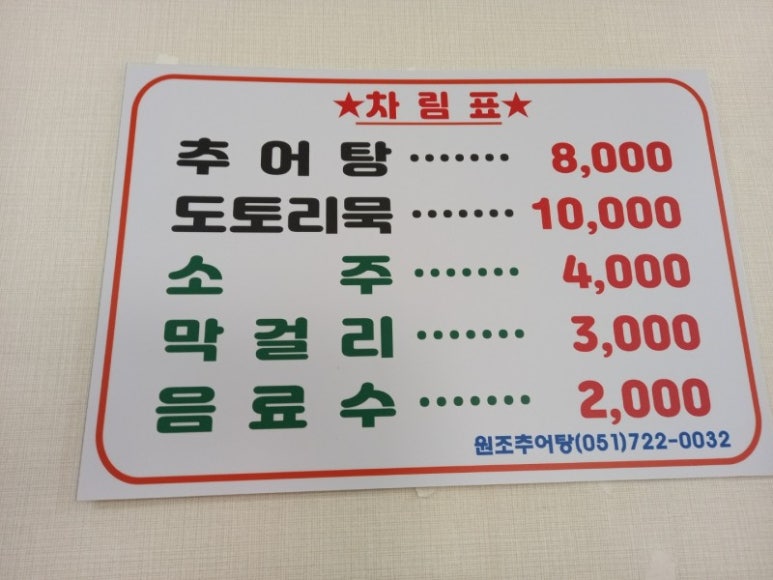 ★차림표★
추어탕 ······· 8,000
도토리묵 ······· 10,000
소주 ······· 4,000
막걸리 ······· 3,000
음료수 ······· 2,000
원조추어탕(051)722-0032